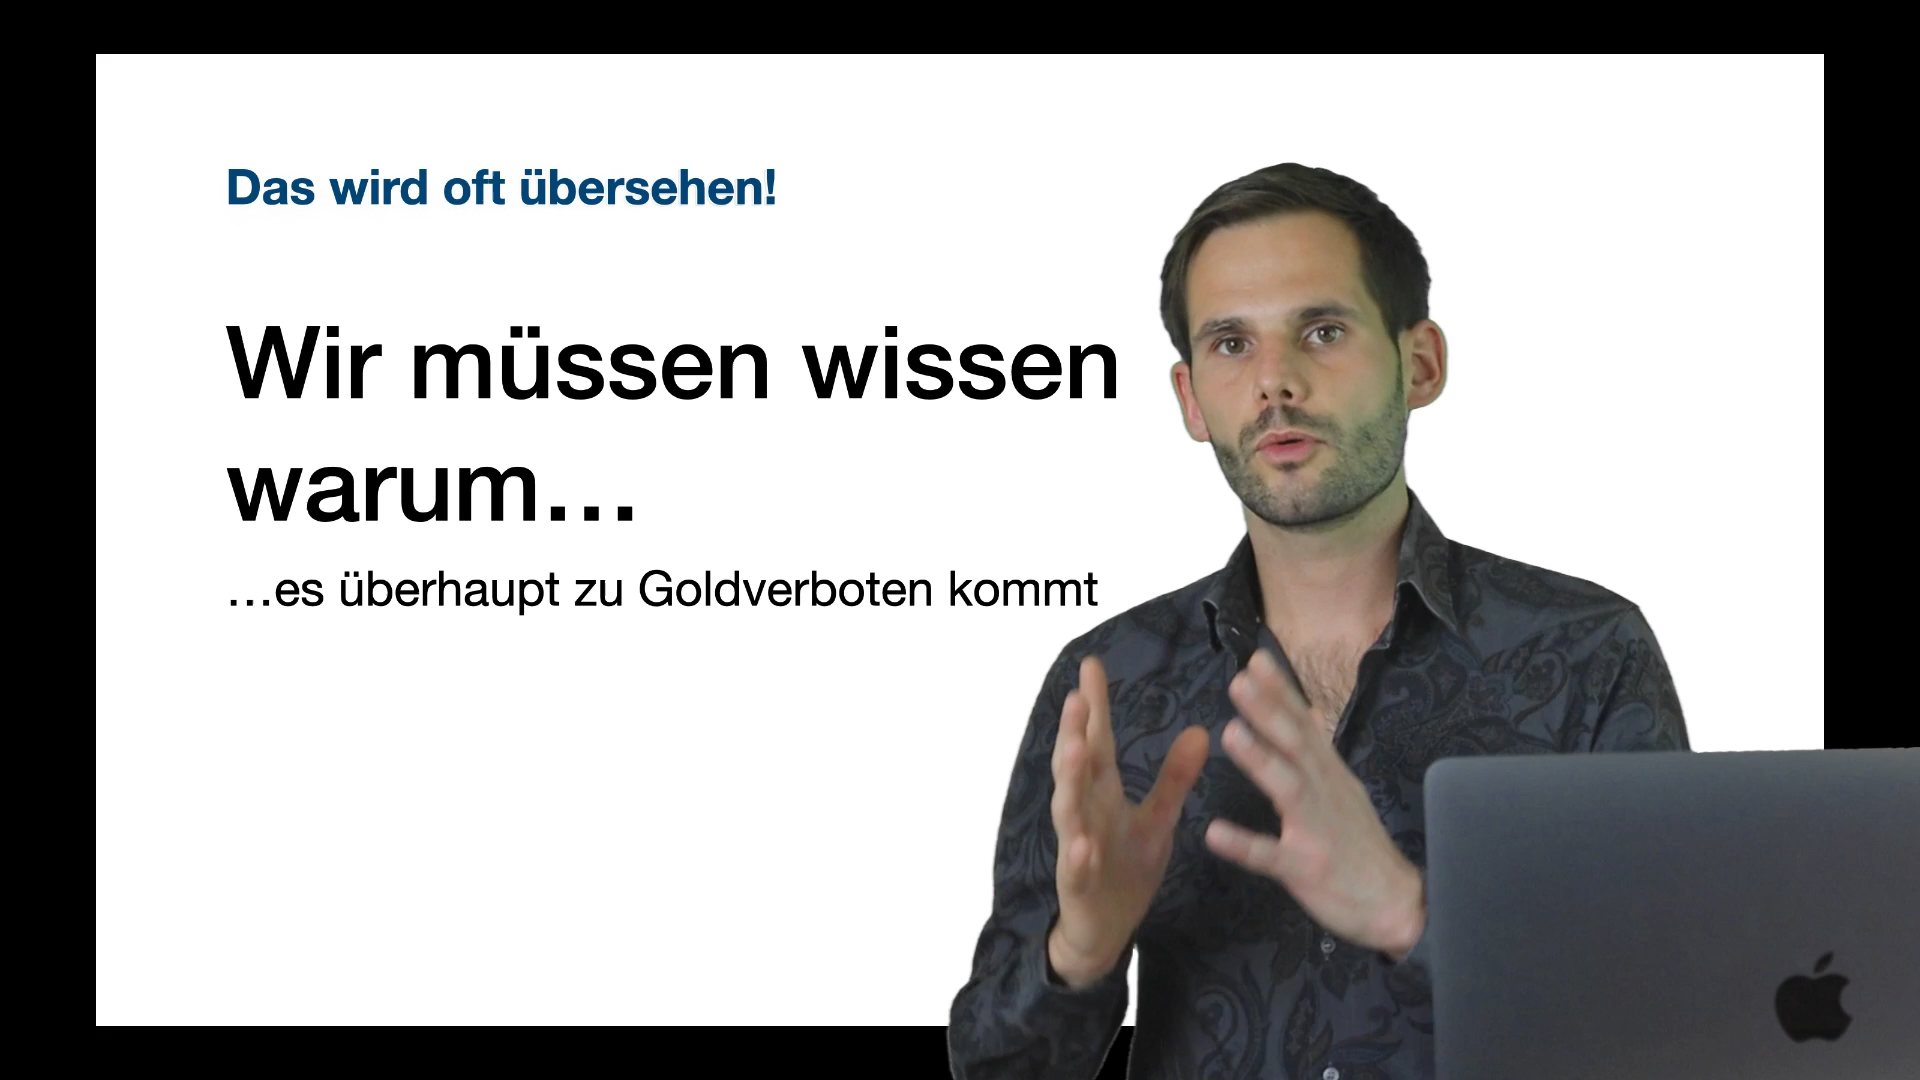 Das wird oft übersehen!
Wir müssen wissen
warum…
…es überhaupt zu Goldverboten kommt